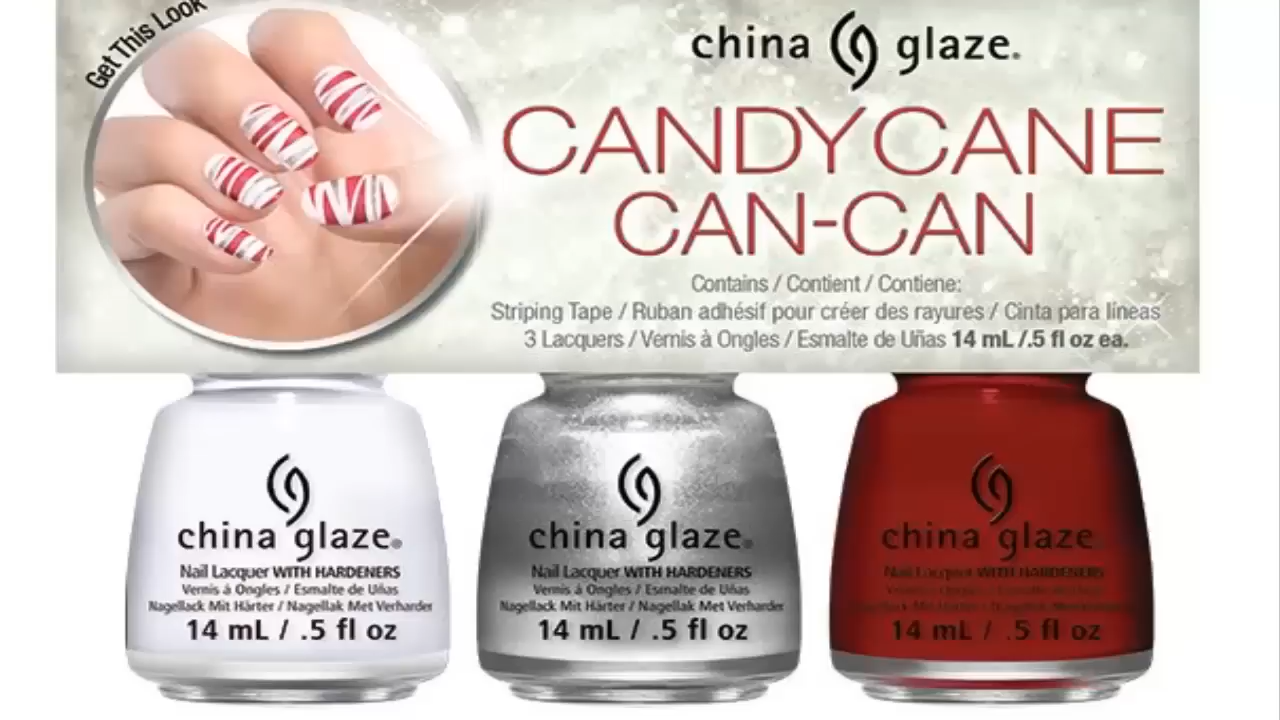 Get This Look
china glaze®
CANDY CANE
CAN-CAN
Contains / Contient / Contiene:
Striping Tape / Ruban adhésif pour créer des rayures / Cinta para líneas
3 Lacquers / Vernis à Ongles / Esmalte de Uñas 14 mL /.5 fl oz ea.
china glaze®
Nail Lacquer WITH HARDENERS
Vernis à Ongles / Esmalte de Uñas
Nagellack Mit Härter / Nagellak Met Verharder
14 mL / .5 fl oz
china glaze®
Nail Lacquer WITH HARDENERS
Vernis à Ongles / Esmalte de Uñas
Nagellack Mit Härter / Nagellak Met Verharder
14 mL / .5 fl oz
china glaze®
Nail Lacquer WITH HARDENERS
14 mL / .5 fl oz